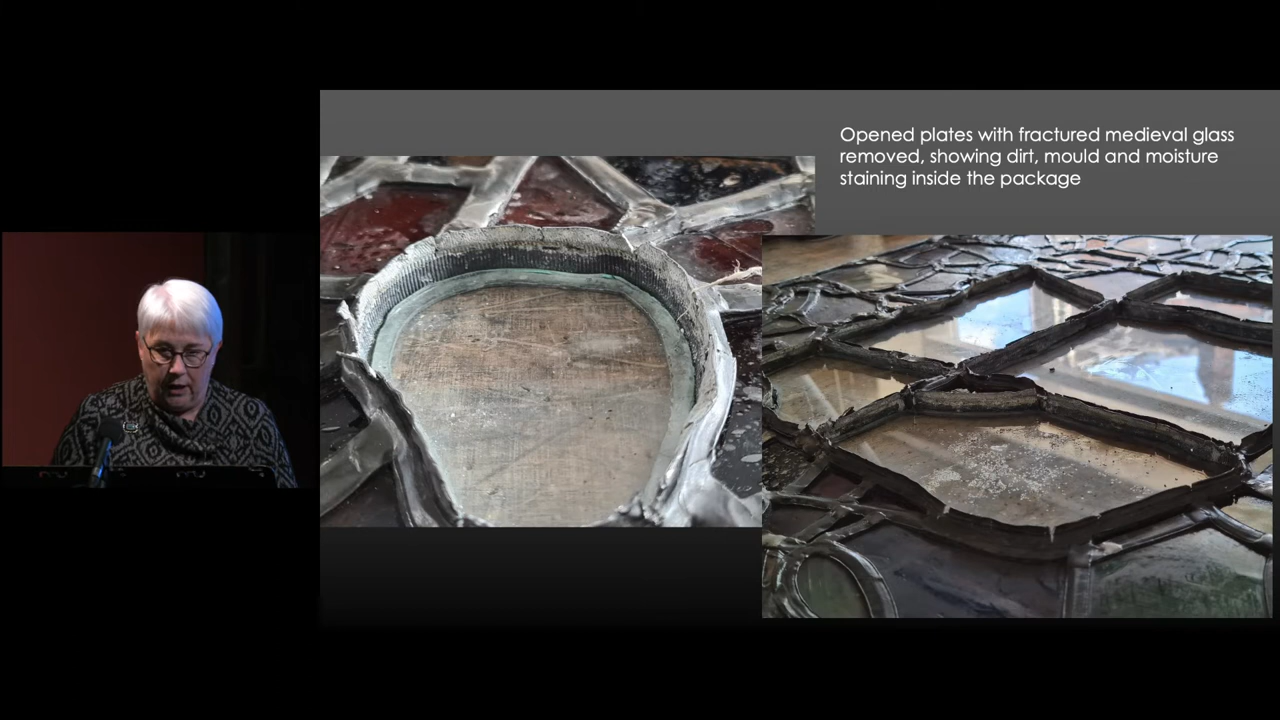 Opened plates with fractured medieval glass
removed, showing dirt, mould and moisture
staining inside the package